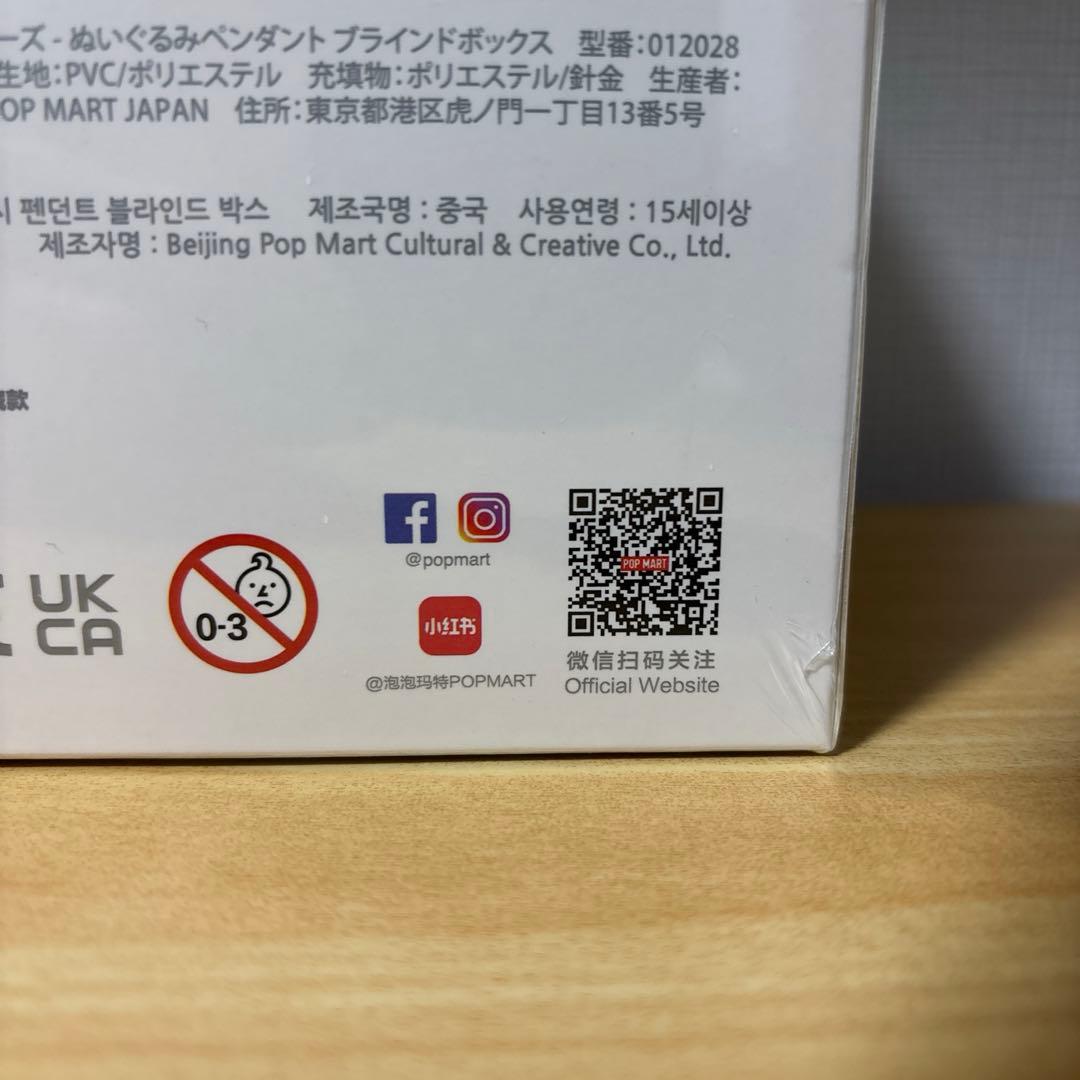 ーズ - ぬいぐるみペンダント ブラインドボックス 型番：012028
生地：PVC/ポリエステル 充填物：ポリエステル/針金 生産者：
OP MART JAPAN 住所：東京都港区虎ノ門一丁目13番5号
시 펜던트 블라인드 박스 제조국명 : 중국 사용연령 : 15세이상
제조자명 : Beijing Pop Mart Cultural & Creative Co., Ltd.
款
@popmart
POP MART
UK
CA
0-3
小红书
@泡泡玛特POPMART
微信扫码关注
Official Website